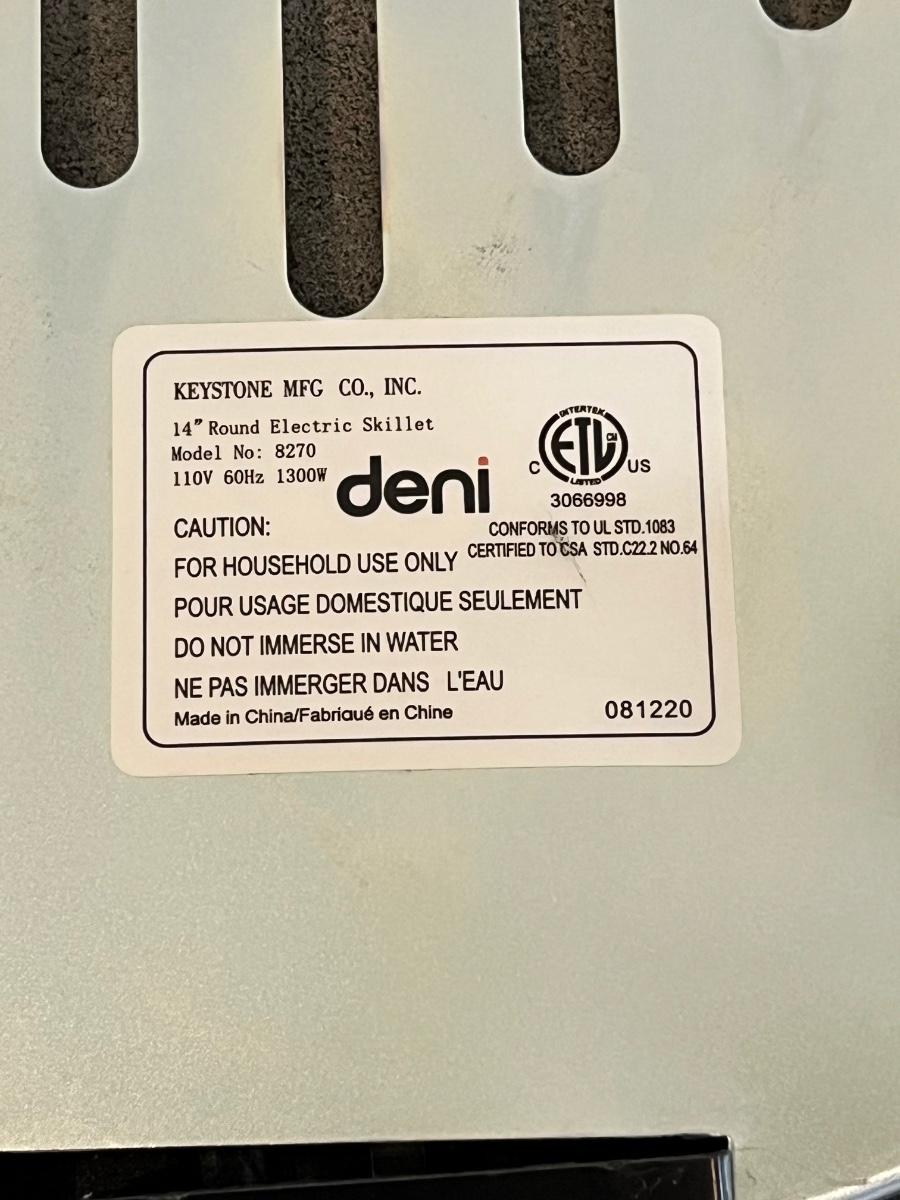 KEYSTONE MFG CO., INC.
14" Round Electric Skillet
Model No: 8270
110V 60Hz 1300W
deni
INTERTEK
ETL CM
LISTED
C US
3066998
CONFORMS TO UL STD.1083
CERTIFIED TO CSA STD.C22.2 NO.64
CAUTION:
FOR HOUSEHOLD USE ONLY
POUR USAGE DOMESTIQUE SEULEMENT
DO NOT IMMERSE IN WATER
NE PAS IMMERGER DANS L'EAU
Made in China/Fabriqué en Chine
081220